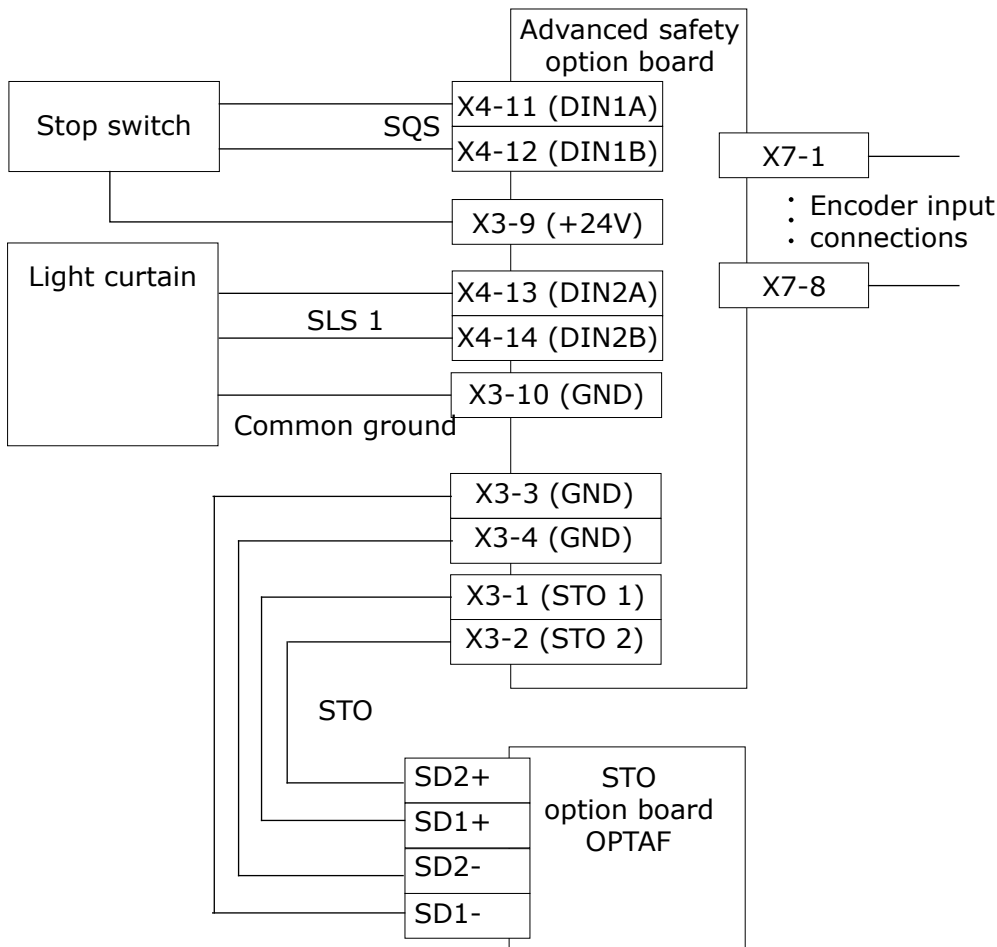 Advanced safety
option board
Stop switch
SQS
X4-11 (DIN1A)
X4-12 (DIN1B)
X3-9 (+24V)
X7-1
: Encoder input
. connections
X7-8
Light curtain
SLS 1
X4-13 (DIN2A)
X4-14 (DIN2B)
X3-10 (GND)
Common ground
X3-3 (GND)
X3-4 (GND)
X3-1 (STO 1)
X3-2 (STO 2)
STO
SD2+
SD1+
SD2-
SD1-
STO
option board
OPTAF